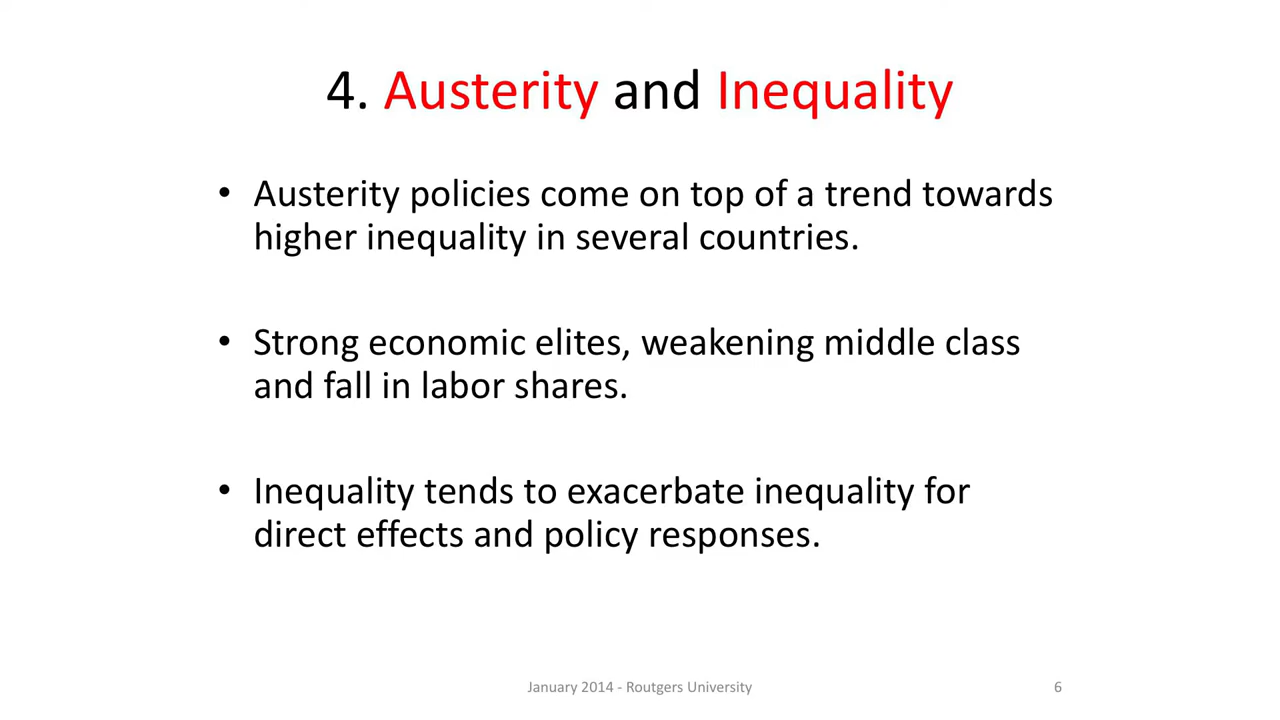 4. Austerity and Inequality
• Austerity policies come on top of a trend towards
higher inequality in several countries.
• Strong economic elites, weakening middle class
and fall in labor shares.
• Inequality tends to exacerbate inequality for
direct effects and policy responses.
January 2014 - Routgers University
6